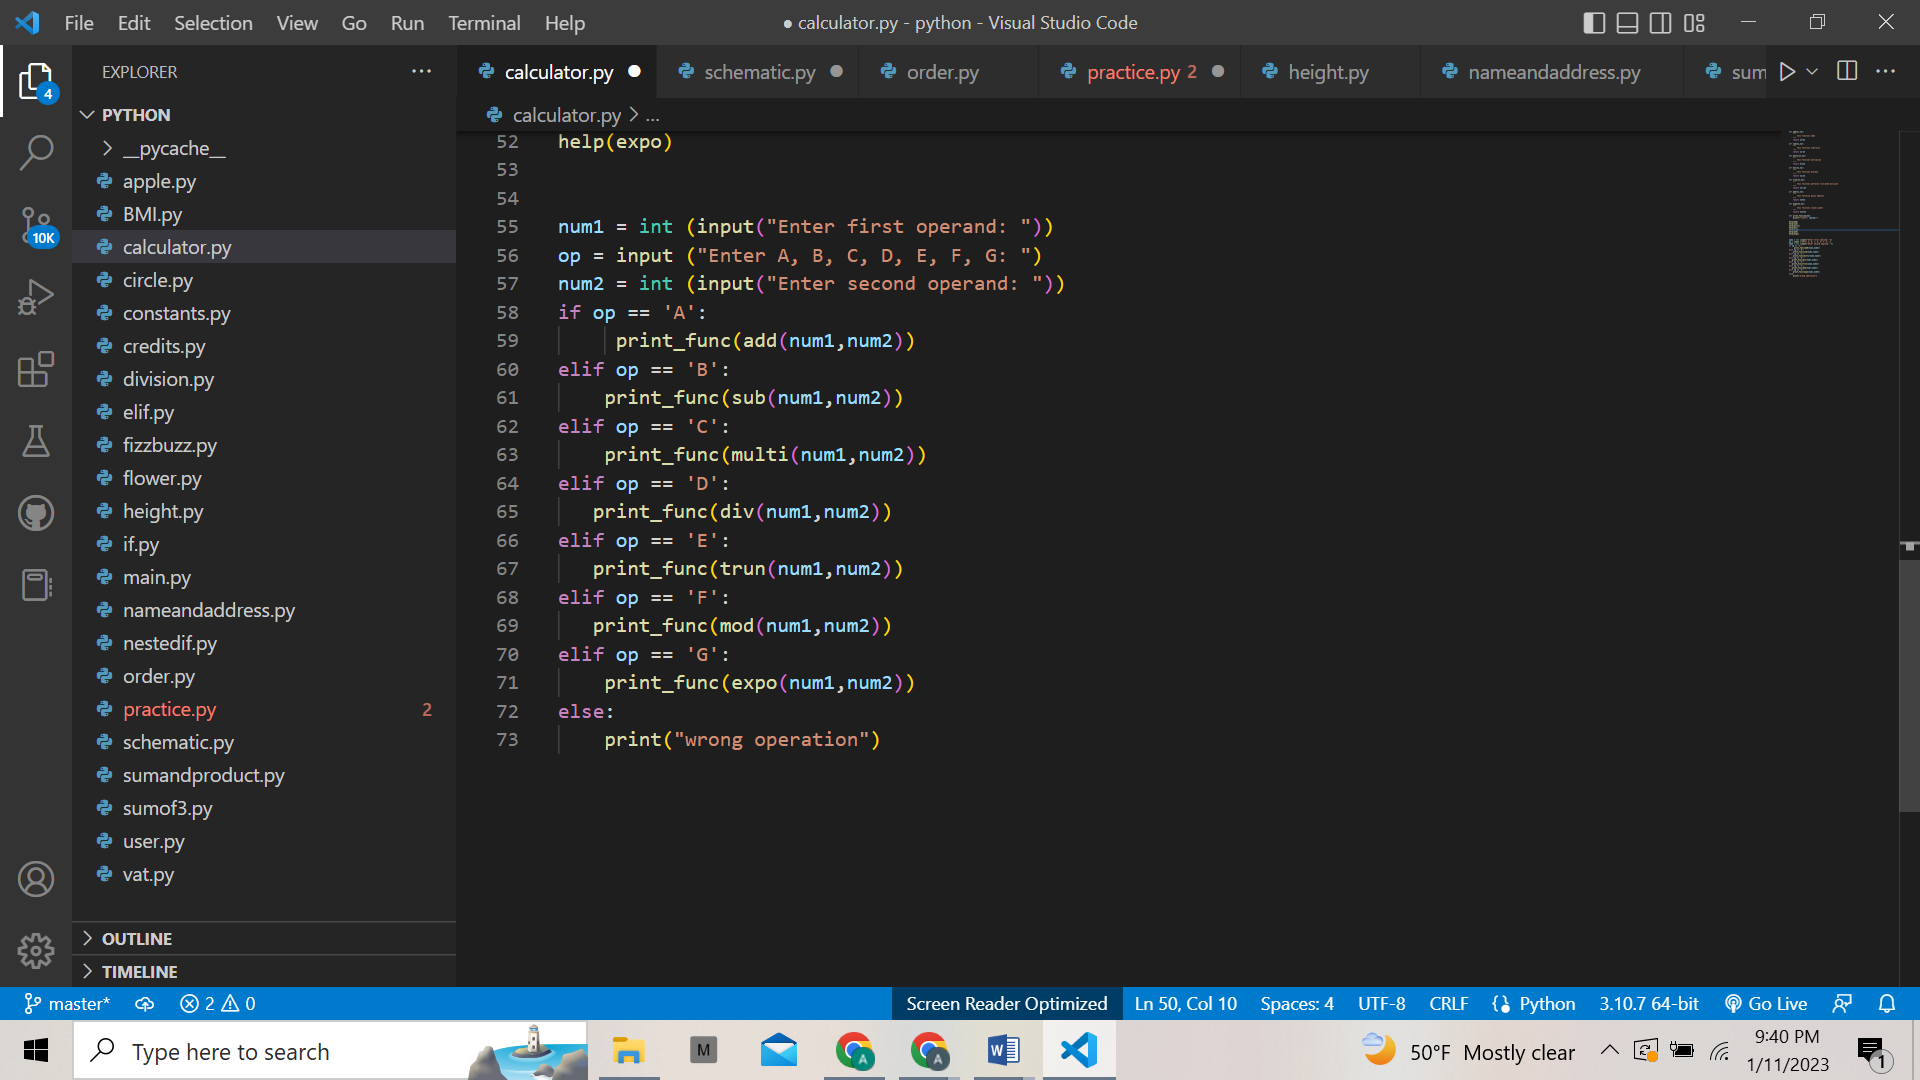 File Edit Selection View Go Run Terminal Help
● calculator.py - python - Visual Studio Code
EXPLORER
PYTHON
__pycache__
apple.py
BMI.py
calculator.py
circle.py
constants.py
credits.py
division.py
elif.py
fizzbuzz.py
flower.py
height.py
if.py
main.py
nameandaddress.py
nestedif.py
order.py
practice.py 2
schematic.py
sumandproduct.py
sumof3.py
user.py
vat.py
OUTLINE
TIMELINE
4
10K
calculator.py schematic.py order.py practice.py 2 height.py nameandaddress.py sum
calculator.py > ...
52 help(expo)
53
54
55 num1 = int (input("Enter first operand: "))
56 op = input ("Enter A, B, C, D, E, F, G: ")
57 num2 = int (input("Enter second operand: "))
58 if op == 'A':
59 print_func(add(num1,num2))
60 elif op == 'B':
61 print_func(sub(num1,num2))
62 elif op == 'C':
63 print_func(multi(num1,num2))
64 elif op == 'D':
65 print_func(div(num1,num2))
66 elif op == 'E':
67 print_func(trun(num1,num2))
68 elif op == 'F':
69 print_func(mod(num1,num2))
70 elif op == 'G':
71 print_func(expo(num1,num2))
72 else:
73 print("wrong operation")
master* 2 0 Screen Reader Optimized Ln 50, Col 10 Spaces: 4 UTF-8 CRLF Python 3.10.7 64-bit Go Live
Type here to search
M
A
A
50°F Mostly clear
9:40 PM
1/11/2023
1